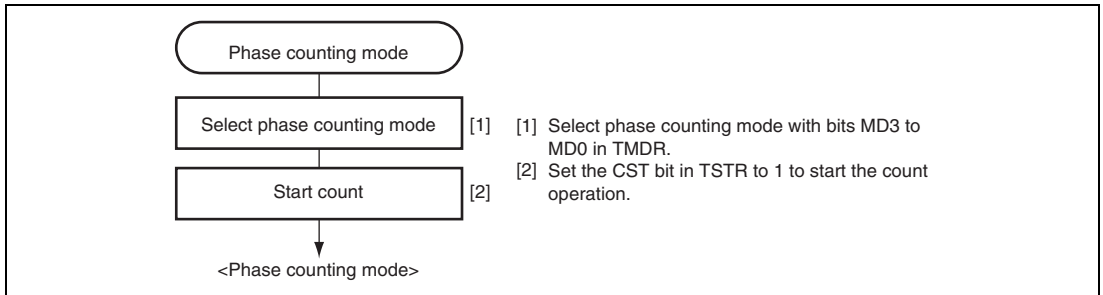 Phase counting mode
Select phase counting mode
[1]
[1] Select phase counting mode with bits MD3 to
MD0 in TMDR.
Start count
[2]
[2] Set the CST bit in TSTR to 1 to start the count
operation.
<Phase counting mode>